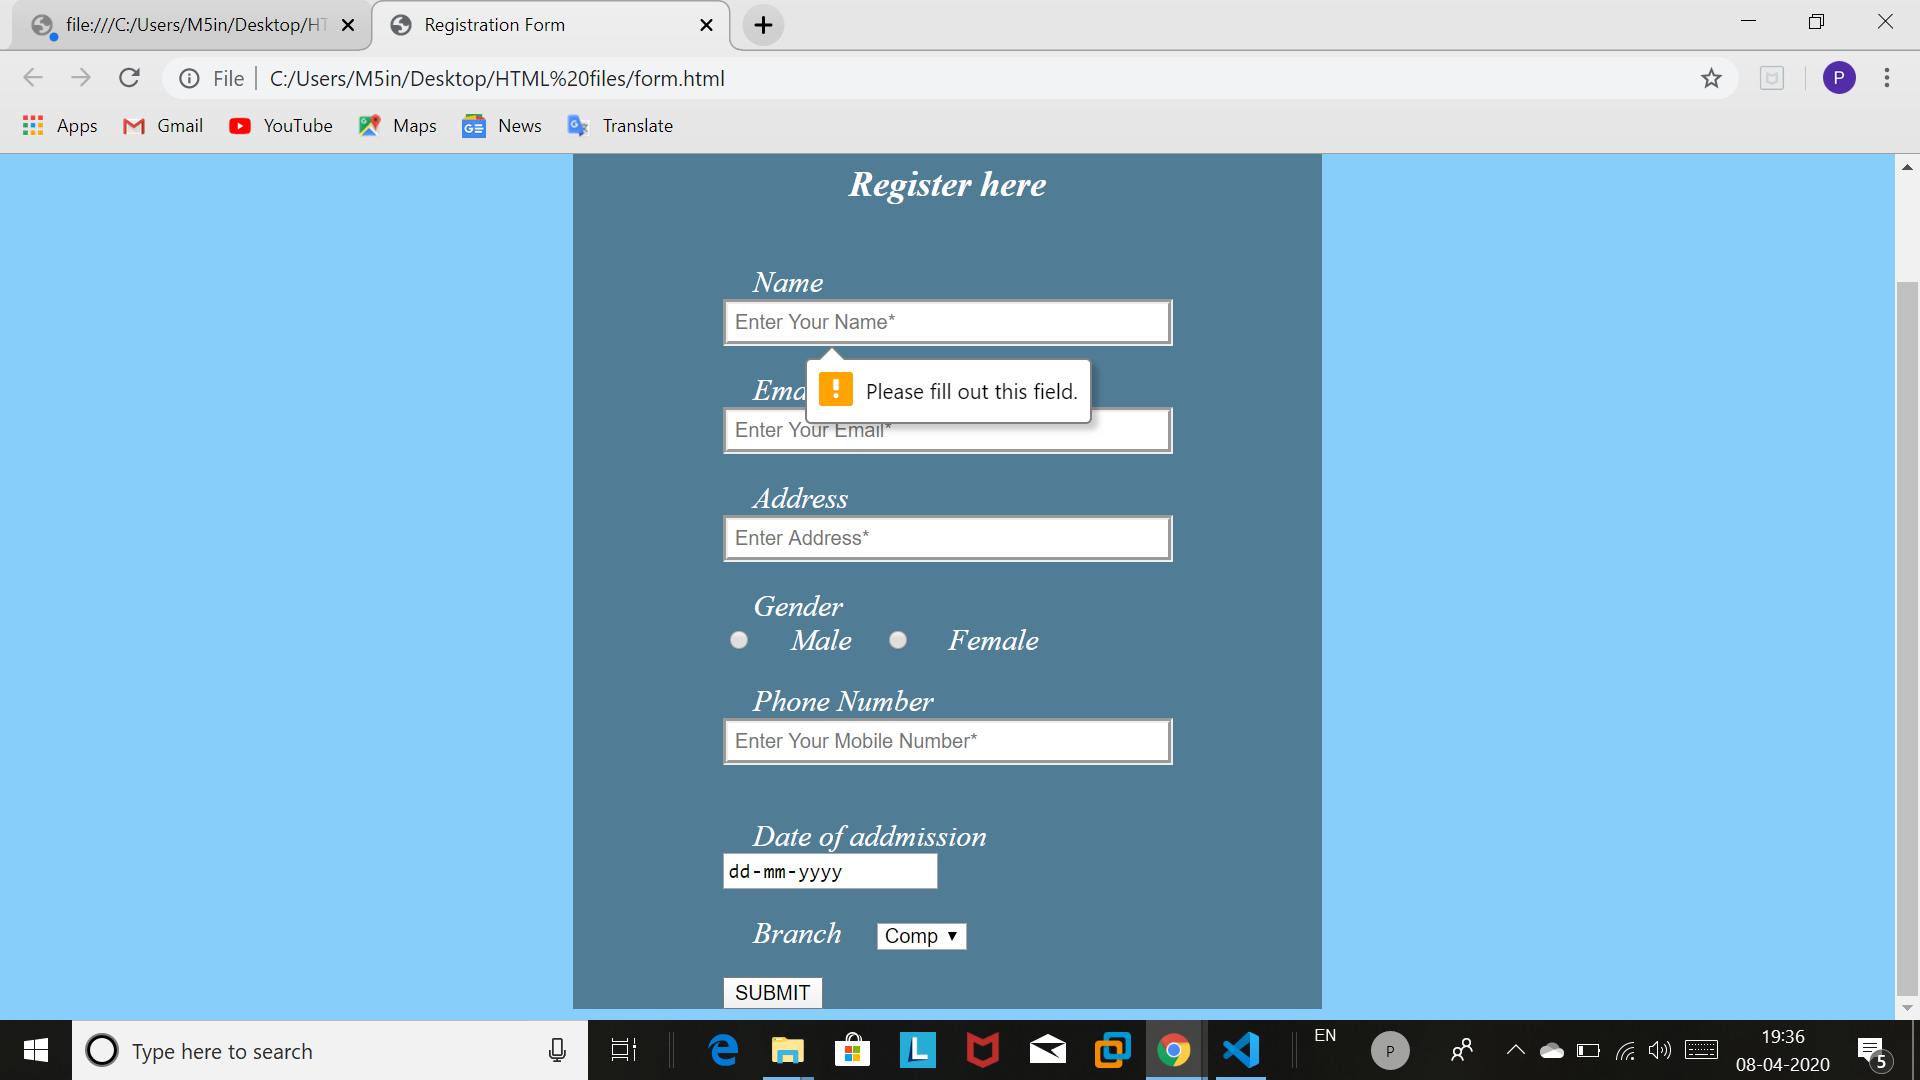 file:///C:/Users/M5in/Desktop/HT
Registration Form
File
C:/Users/M5in/Desktop/HTML%20files/form.html
P
Apps
Gmail
YouTube
Maps
News
Translate
Register here
Name
Enter Your Name*
Please fill out this field.
Ema
Enter Your Email*
Address
Enter Address*
Gender
Male
Female
Phone Number
Enter Your Mobile Number*
Date of addmission
dd-mm-yyyy
Branch
Comp
SUBMIT
Type here to search
L
EN
P
19:36
08-04-2020
5